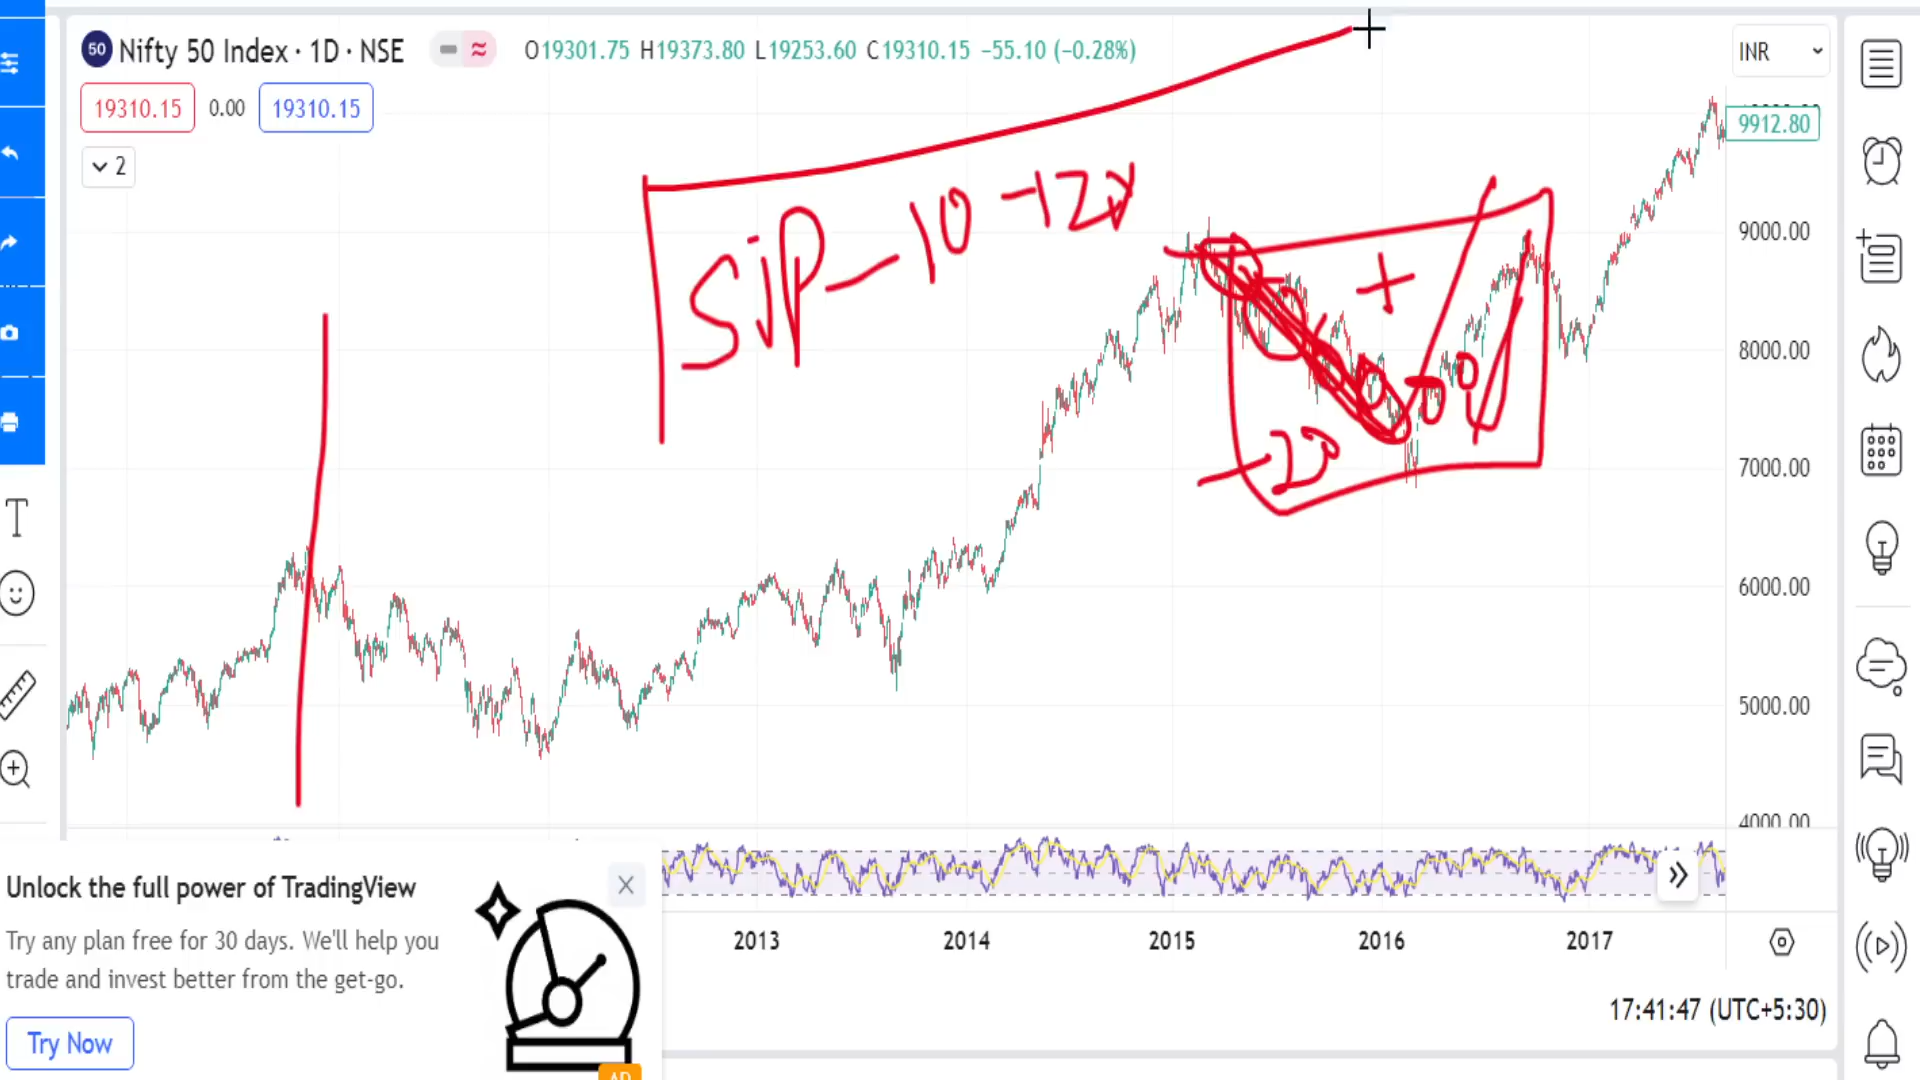 50 Nifty 50 Index · 1D · NSE O19301.75 H19373.80 L19253.60 C19310.15 −55.10 (−0.28%)
INR
19310.15 0.00 19310.15
9912.80
2
SIP - 10 -12%
9000.00
+
8000.00
-20
7000.00
6000.00
5000.00
4000.00
Unlock the full power of TradingView
Try any plan free for 30 days. We'll help you
trade and invest better from the get-go.
Try Now
AD
2013 2014 2015 2016 2017
17:41:47 (UTC+5:30)